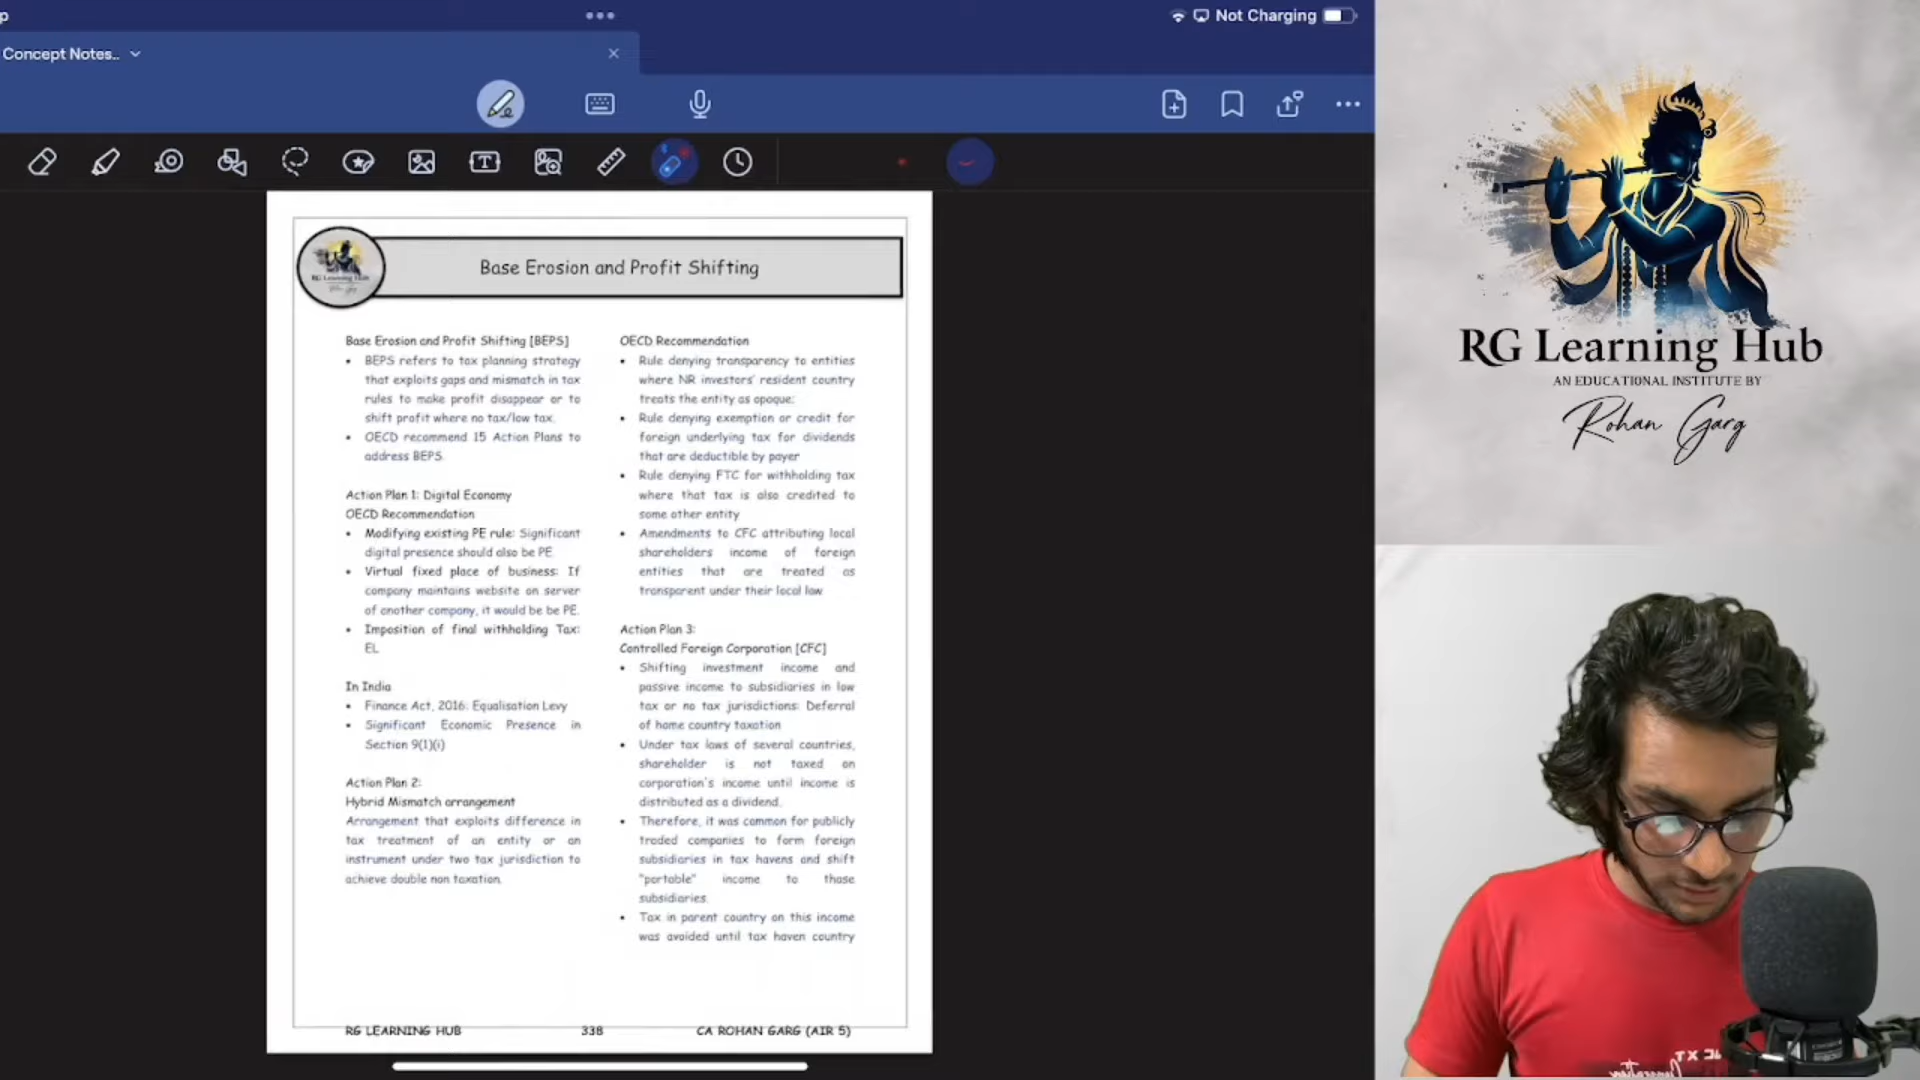 p
Not Charging
Concept Notes..
Base Erosion and Profit Shifting
Base Erosion and Profit Shifting [BEPS]
• BEPS refers to tax planning strategy
that exploits gaps and mismatch in tax
rules to make profit disappear or to
shift profit where no tax/low tax.
• OECD recommend 15 Action Plans to
address BEPS
Action Plan 1: Digital Economy
OECD Recommendation
• Modifying existing PE rule: Significant
digital presence should also be PE
• Virtual fixed place of business: If
company maintains website on server
of another company, it would be be PE.
• Imposition of final withholding Tax:
EL
In India
• Finance Act, 2016: Equalisation Levy
• Significant Economic Presence in
Section 9(1)(i)
Action Plan 2:
Hybrid Mismatch arrangement
Arrangement that exploits difference in
tax treatment of an entity or an
instrument under two tax jurisdiction to
achieve double non taxation.
OECD Recommendation
• Rule denying transparency to entities
where NR investors' resident country
treats the entity as opaque;
• Rule denying exemption or credit for
foreign underlying tax for dividends
that are deductible by payer
• Rule denying FTC for withholding tax
where that tax is also credited to
some other entity
• Amendments to CFC attributing local
shareholders income of foreign
entities that are treated as
transparent under their local law
Action Plan 3:
Controlled Foreign Corporation [CFC]
• Shifting investment income and
passive income to subsidiaries in low
tax or no tax jurisdictions: Deferral
of home country taxation
• Under tax laws of several countries,
shareholder is not taxed on
corporation's income until income is
distributed as a dividend.
• Therefore, it was common for publicly
traded companies to form foreign
subsidiaries in tax havens and shift
"portable" income to those
subsidiaries.
• Tax in parent country on this income
was avoided until tax haven country
RG LEARNING HUB 338 CA ROHAN GARG (AIR 5)
RG Learning Hub
AN EDUCATIONAL INSTITUTE BY
Rohan Garg